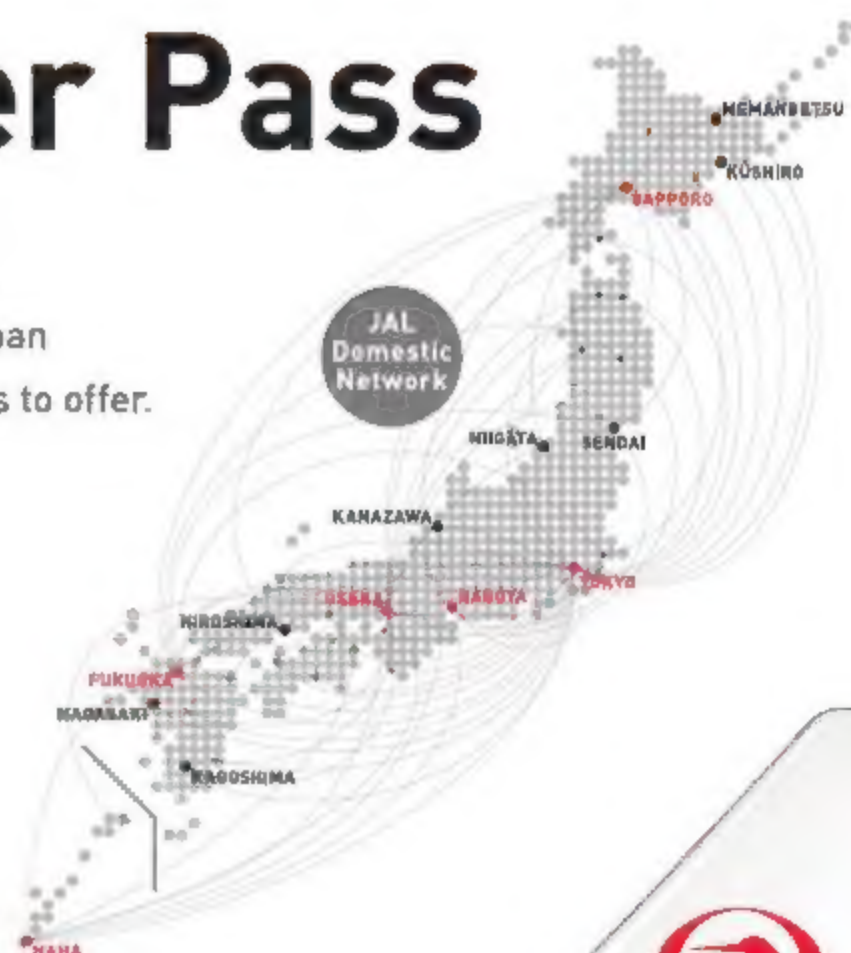 er Pass
pan
s to offer.
JAL
Domestic
Network
MEMANBETSU
KUSHIRO
SAPPORO
NIIGATA
SENDAI
KANAZAWA
TOKYO
OSAKA
NAGOYA
HIROSHIMA
FUKUOKA
NAGASAKI
KAGOSHIMA
NAHA